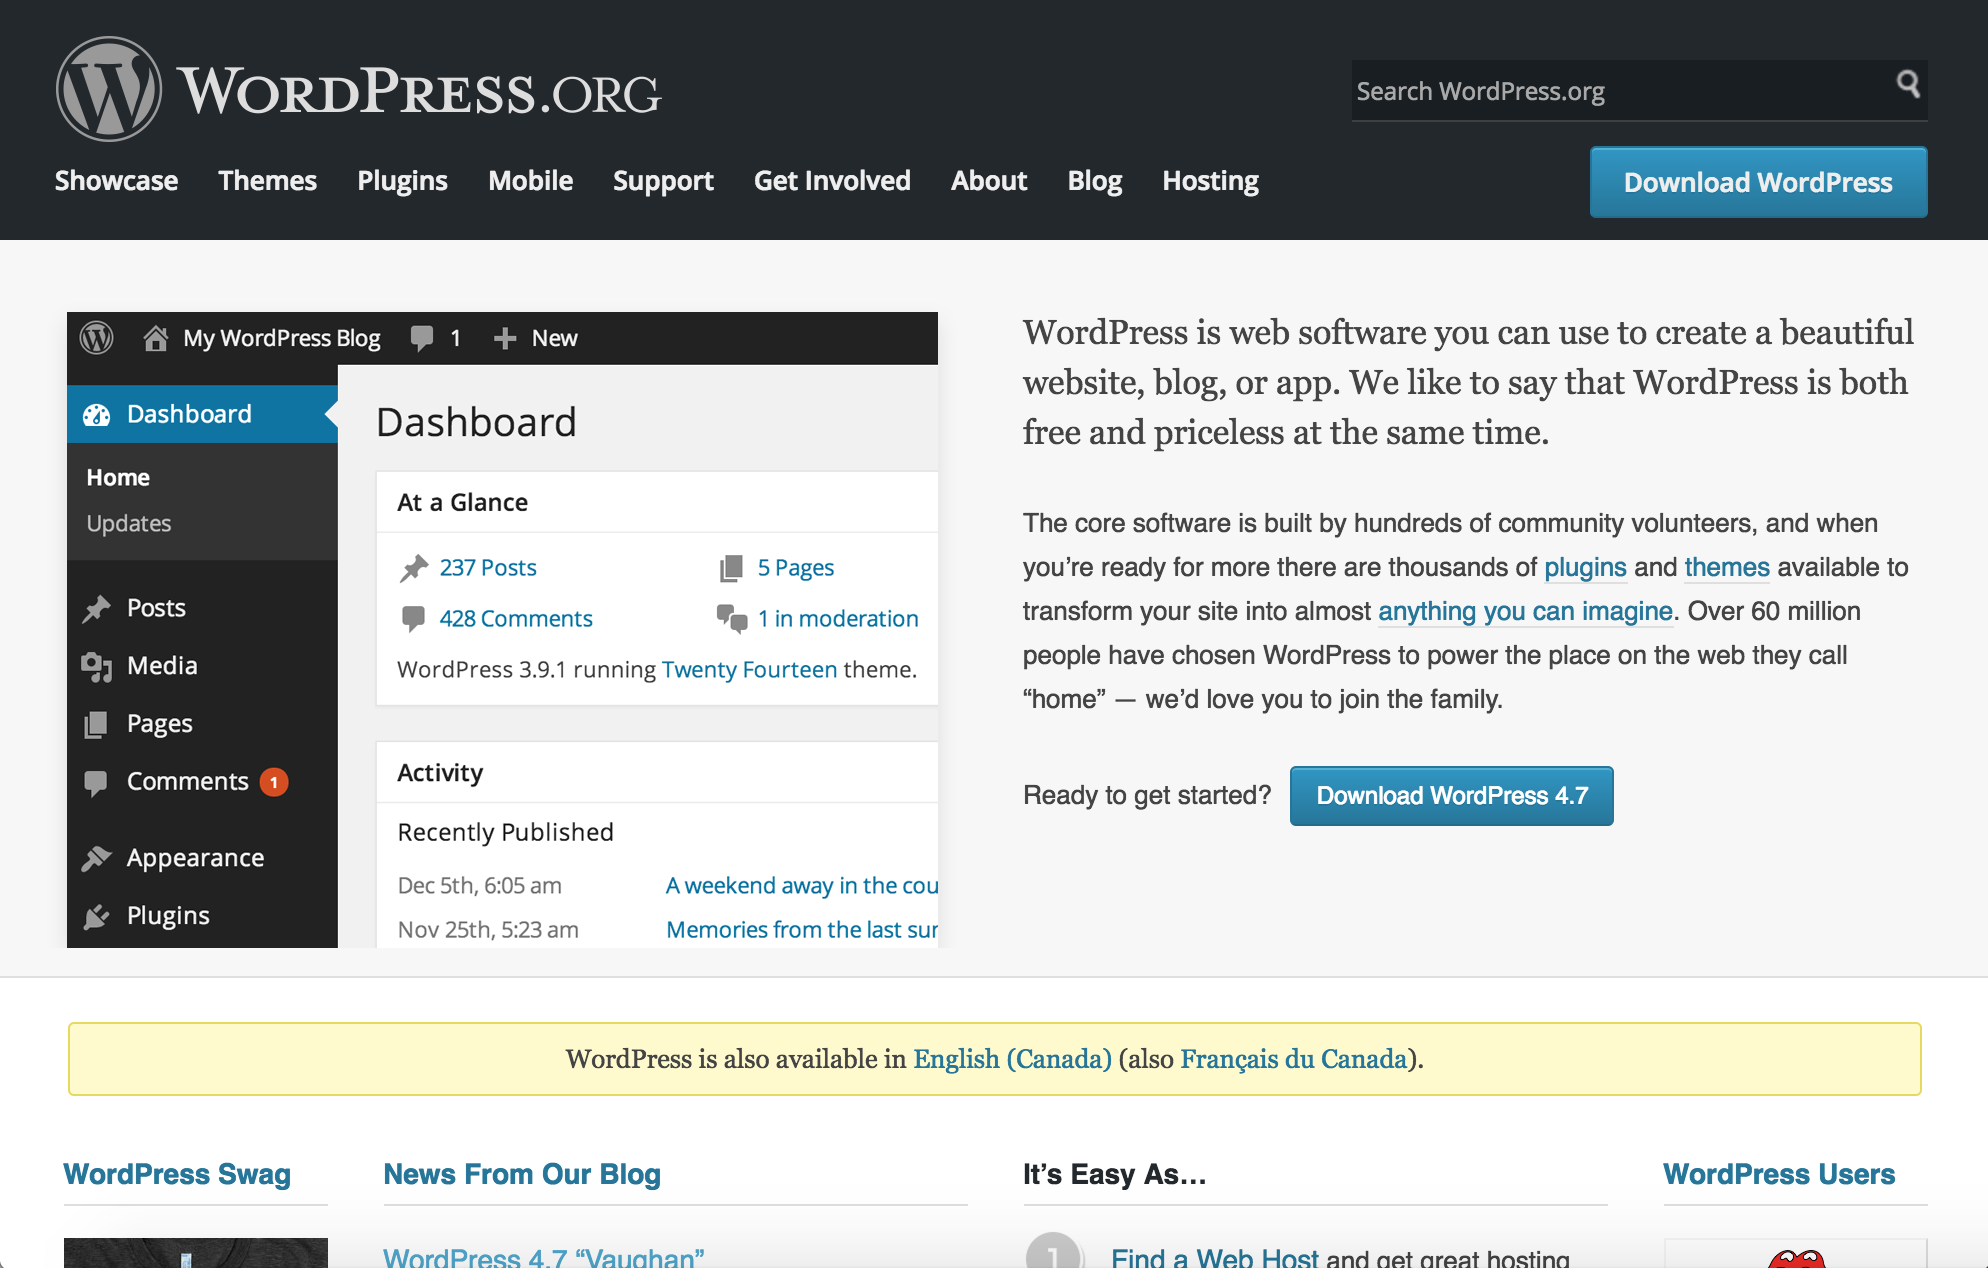 WORDPRESS.ORG
Search WordPress.org
Showcase Themes Plugins Mobile Support Get Involved About Blog Hosting
Download WordPress
My WordPress Blog 1 New
Dashboard
Home
Updates
Posts
Media
Pages
Comments 1
Appearance
Plugins
Dashboard
At a Glance
237 Posts 5 Pages
428 Comments 1 in moderation
WordPress 3.9.1 running Twenty Fourteen theme.
Activity
Recently Published
Dec 5th, 6:05 am A weekend away in the cou
Nov 25th, 5:23 am Memories from the last sur
WordPress is web software you can use to create a beautiful
website, blog, or app. We like to say that WordPress is both
free and priceless at the same time.
The core software is built by hundreds of community volunteers, and when
you’re ready for more there are thousands of plugins and themes available to
transform your site into almost anything you can imagine. Over 60 million
people have chosen WordPress to power the place on the web they call
“home” — we’d love you to join the family.
Ready to get started? Download WordPress 4.7
WordPress is also available in English (Canada) (also Français du Canada).
WordPress Swag
News From Our Blog
WordPress 4.7 “Vaughan”
It’s Easy As…
1 Find a Web Host and get great hosting
WordPress Users